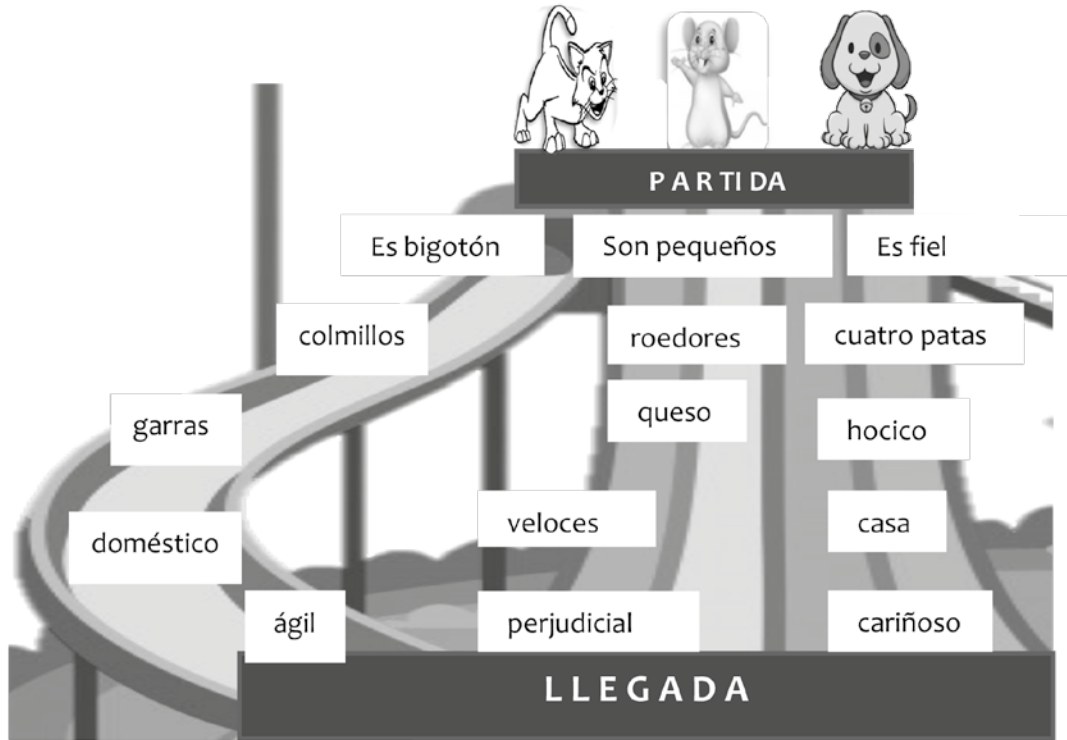 PARTIDA
Es bigotón
Son pequeños
Es fiel
colmillos
roedores
cuatro patas
garras
queso
hocico
doméstico
veloces
casa
ágil
perjudicial
cariñoso
LLEGADA